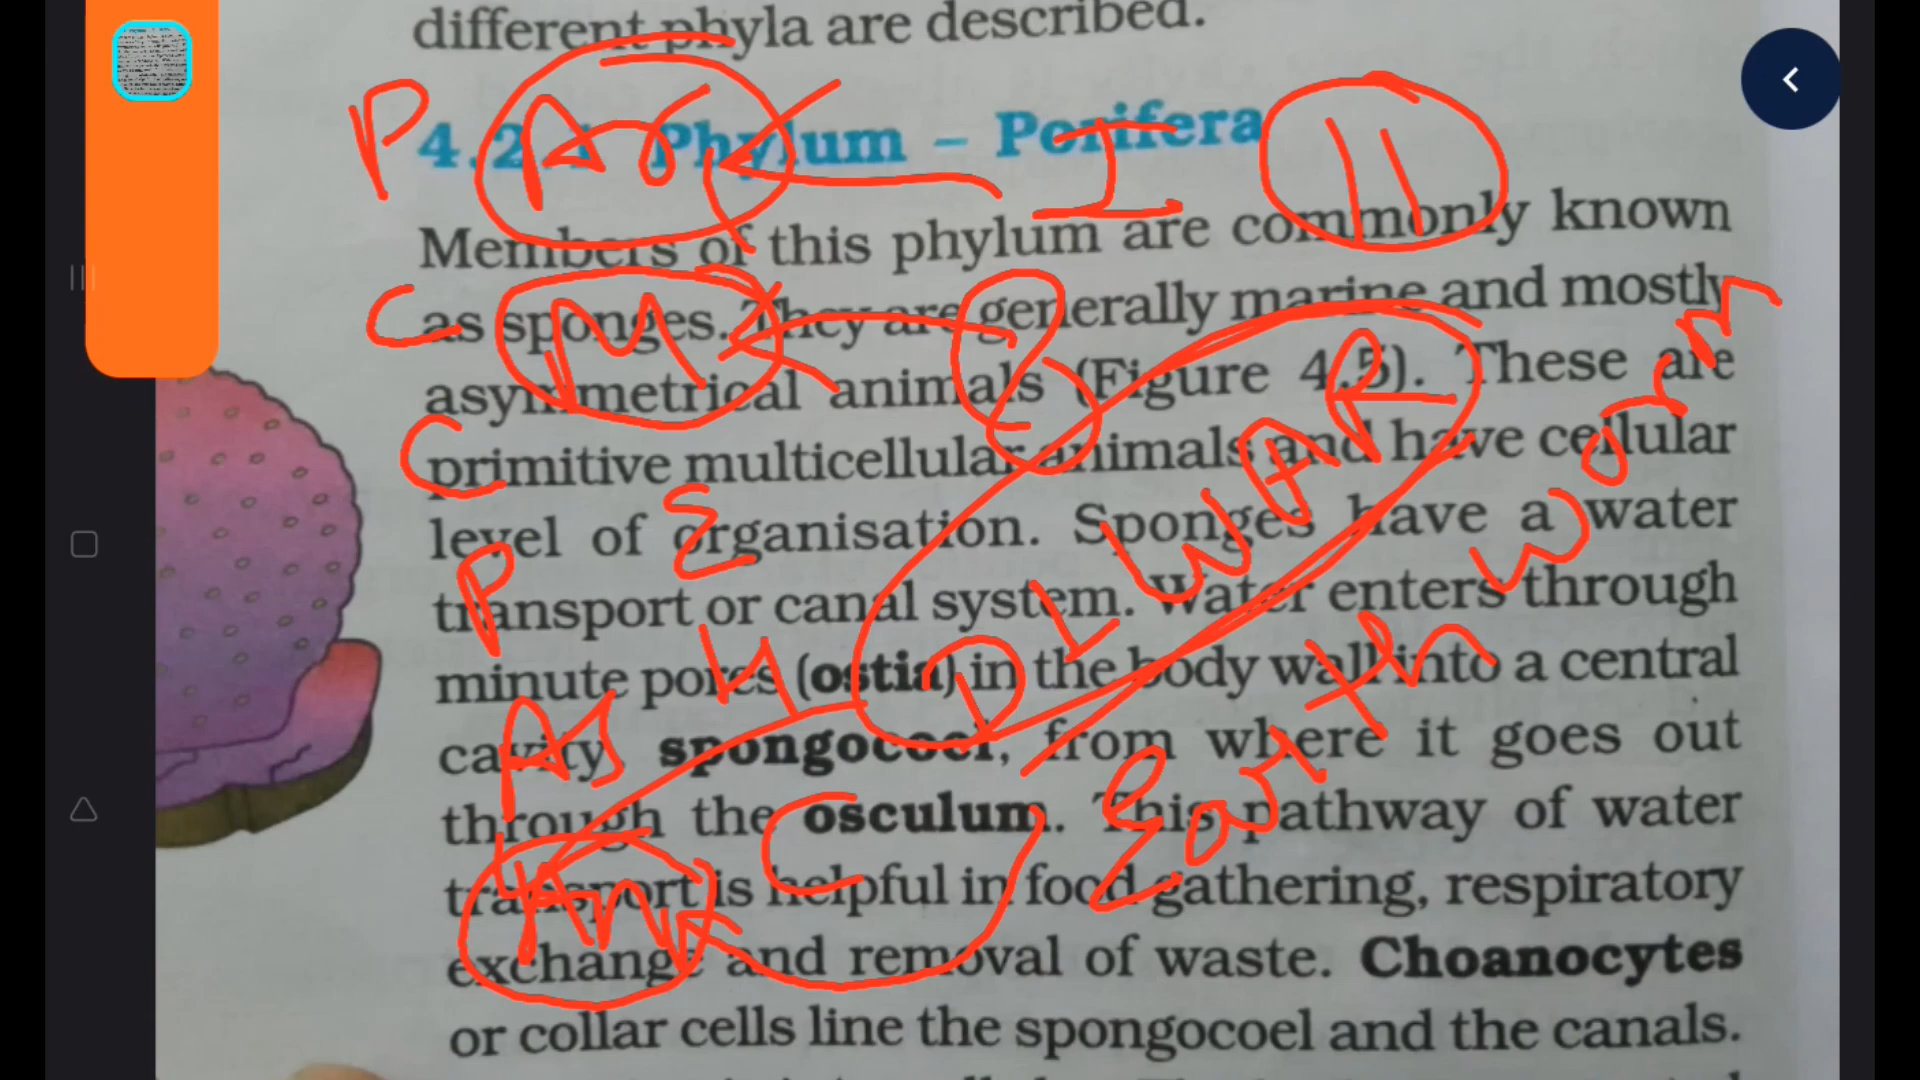 different phyla are described.
4.2.1 Phylum – Porifera
Members of this phylum are commonly known
as sponges. They are generally marine and mostly
asymmetrical animals (Figure 4.5). These are
primitive multicellular animals and have cellular
level of organisation. Sponges have a water
transport or canal system. Water enters through
minute pores (ostia) in the body wall into a central
cavity, spongocoel, from where it goes out
through the osculum. This pathway of water
transport is helpful in food gathering, respiratory
exchange and removal of waste. Choanocytes
or collar cells line the spongocoel and the canals.
P Ar I 11
C M 2
C
P E
H
As
An C
DIWAR
Earthworm